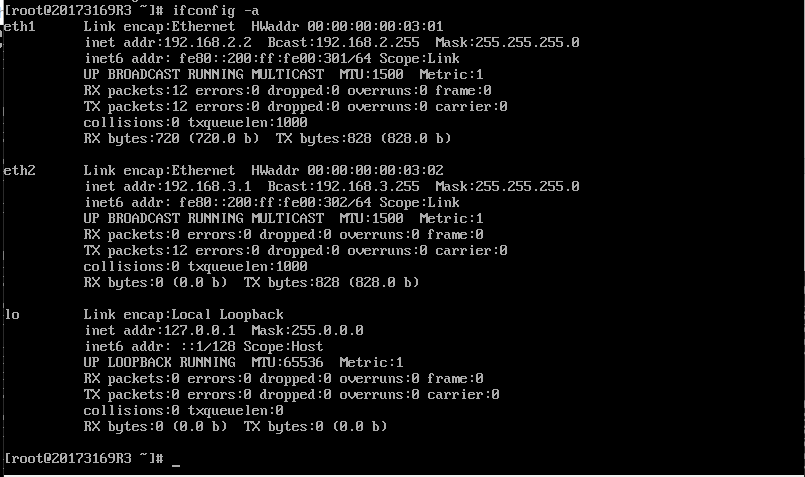 [root@20173169R3 ~]# ifconfig -a
eth1      Link encap:Ethernet  HWaddr 00:00:00:00:03:01
          inet addr:192.168.2.2  Bcast:192.168.2.255  Mask:255.255.255.0
          inet6 addr: fe80::200:ff:fe00:301/64 Scope:Link
          UP BROADCAST RUNNING MULTICAST  MTU:1500  Metric:1
          RX packets:12 errors:0 dropped:0 overruns:0 frame:0
          TX packets:12 errors:0 dropped:0 overruns:0 carrier:0
          collisions:0 txqueuelen:1000
          RX bytes:720 (720.0 b)  TX bytes:828 (828.0 b)
eth2      Link encap:Ethernet  HWaddr 00:00:00:00:03:02
          inet addr:192.168.3.1  Bcast:192.168.3.255  Mask:255.255.255.0
          inet6 addr: fe80::200:ff:fe00:302/64 Scope:Link
          UP BROADCAST RUNNING MULTICAST  MTU:1500  Metric:1
          RX packets:0 errors:0 dropped:0 overruns:0 frame:0
          TX packets:12 errors:0 dropped:0 overruns:0 carrier:0
          collisions:0 txqueuelen:1000
          RX bytes:0 (0.0 b)  TX bytes:828 (828.0 b)
lo        Link encap:Local Loopback
          inet addr:127.0.0.1  Mask:255.0.0.0
          inet6 addr: ::1/128 Scope:Host
          UP LOOPBACK RUNNING  MTU:65536  Metric:1
          RX packets:0 errors:0 dropped:0 overruns:0 frame:0
          TX packets:0 errors:0 dropped:0 overruns:0 carrier:0
          collisions:0 txqueuelen:0
          RX bytes:0 (0.0 b)  TX bytes:0 (0.0 b)
[root@20173169R3 ~]# _